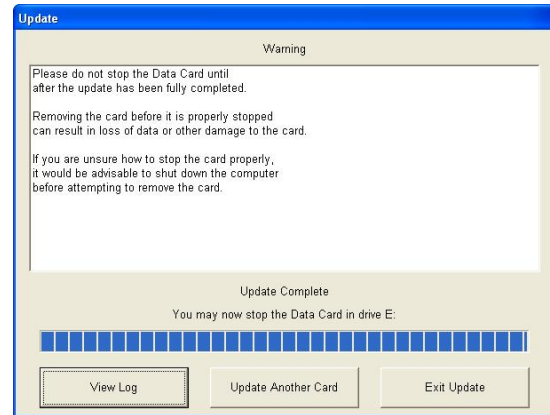 Update
Warning
Please do not stop the Data Card until
after the update has been fully completed.
Removing the card before it is properly stopped
can result in loss of data or other damage to the card.
If you are unsure how to stop the card properly,
it would be advisable to shut down the computer
before attempting to remove the card.
Update Complete
You may now stop the Data Card in drive E:
View Log
Update Another Card
Exit Update